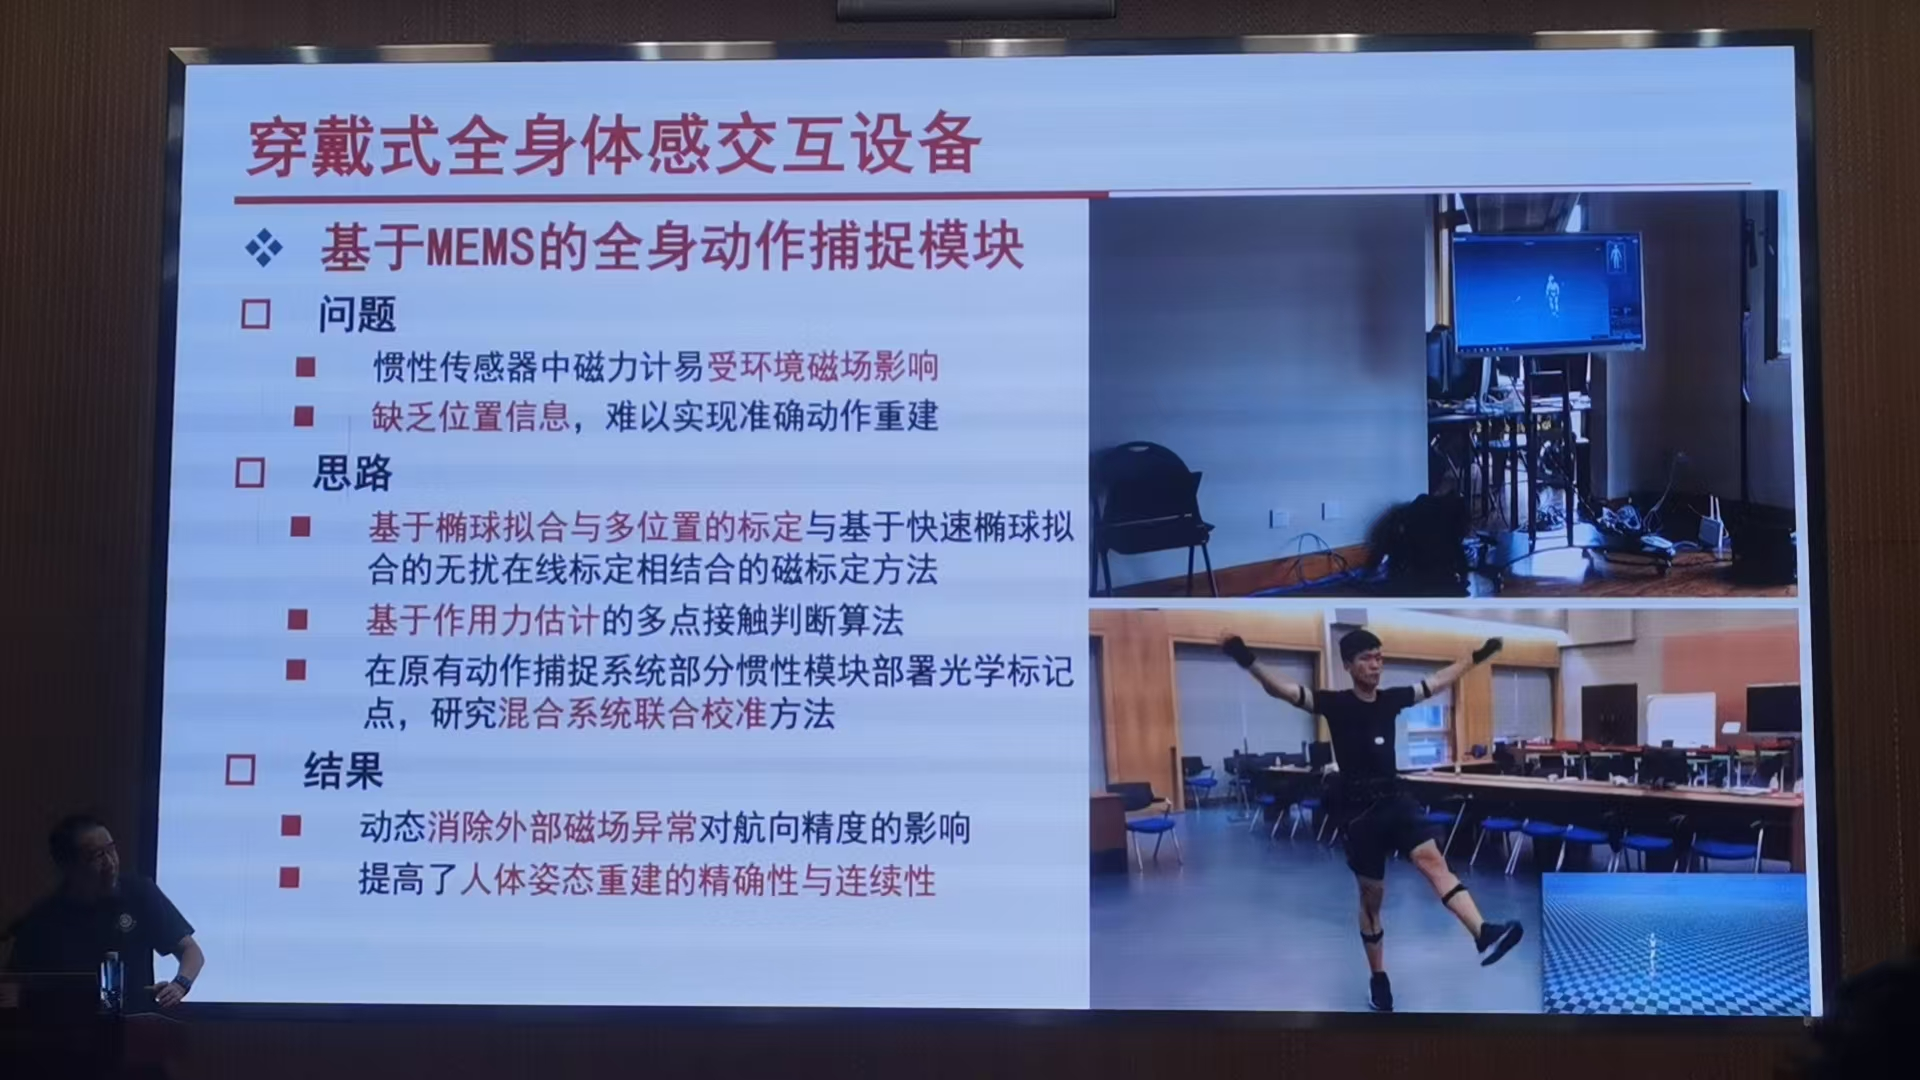 穿戴式全身体感交互设备
基于MEMS的全身动作捕捉模块
问题
惯性传感器中磁力计易受环境磁场影响
缺乏位置信息，难以实现准确动作重建
思路
基于椭球拟合与多位置的标定与基于快速椭球拟
合的无扰在线标定相结合的磁标定方法
基于作用力估计的多点接触判断算法
在原有动作捕捉系统部分惯性模块部署光学标记
点，研究混合系统联合校准方法
结果
动态消除外部磁场异常对航向精度的影响
提高了人体姿态重建的精确性与连续性